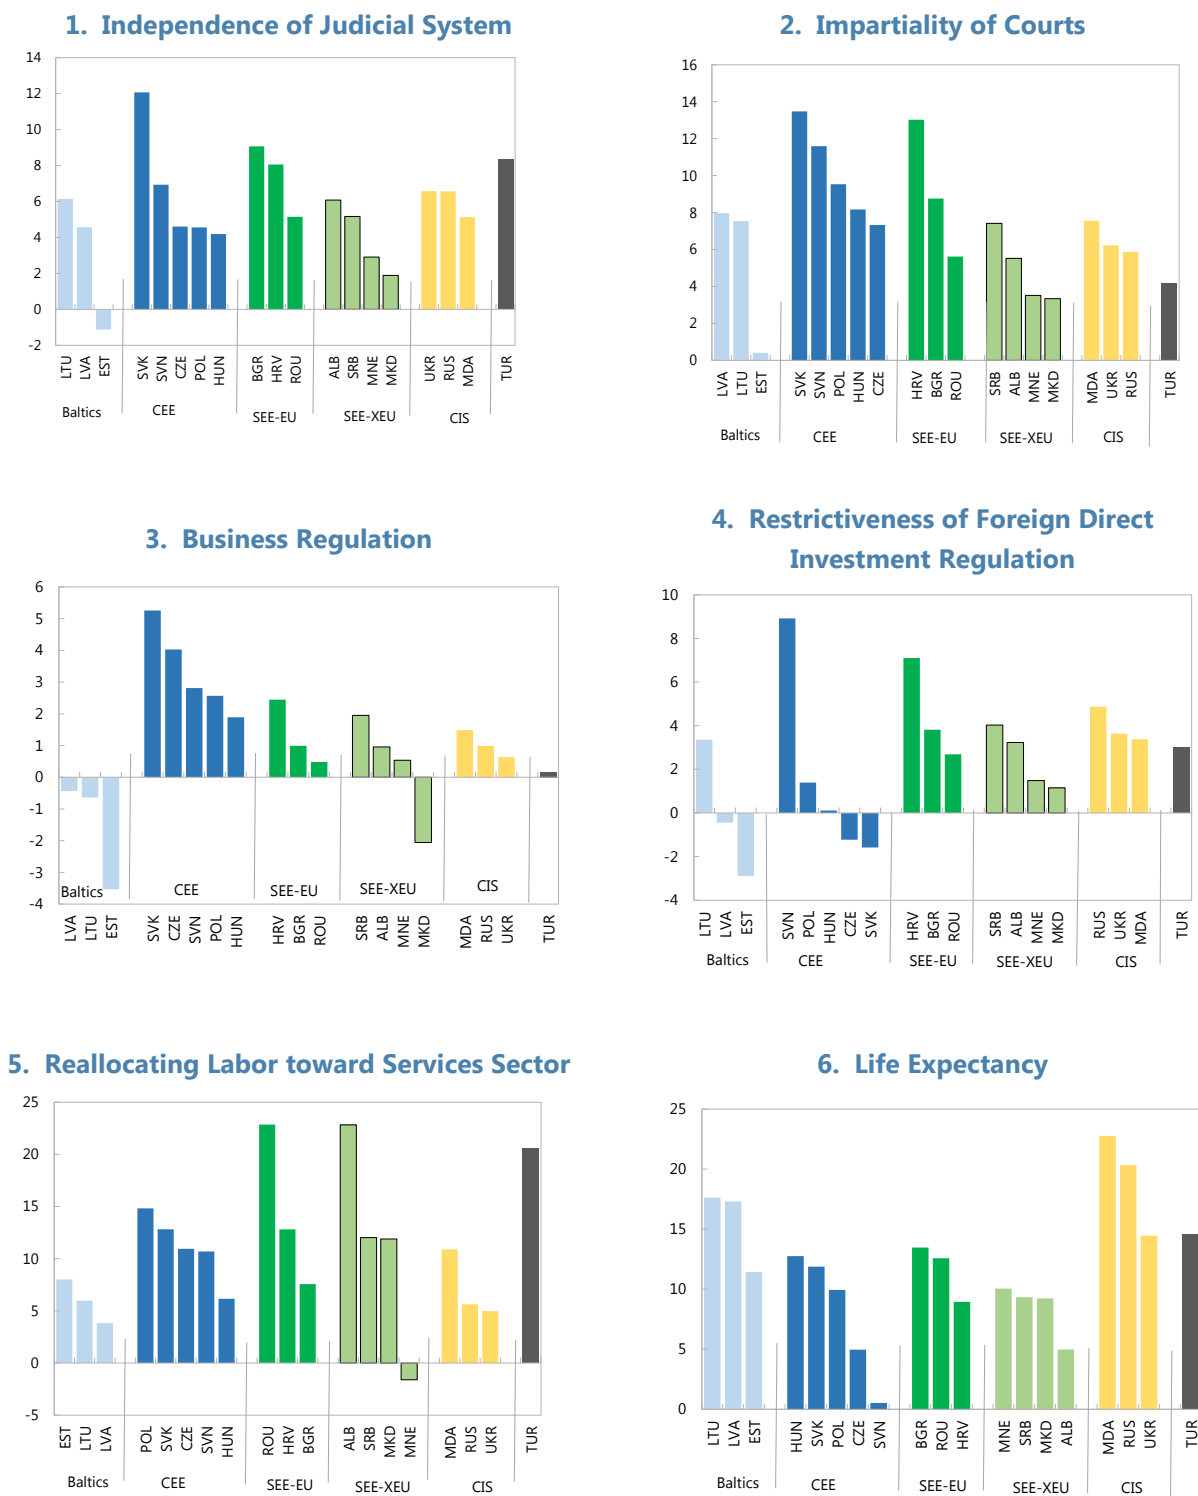 1. Independence of Judicial System
14
12
10
8
6
4
2
0
-2
LTU LVA EST SVK SVN CZE POL HUN BGR HRV ROU ALB SRB MNE MKD UKR RUS MDA TUR
Baltics CEE SEE-EU SEE-XEU CIS
2. Impartiality of Courts
16
14
12
10
8
6
4
2
0
LVA LTU EST SVK SVN POL HUN CZE HRV BGR ROU SRB ALB MNE MKD MDA UKR RUS TUR
Baltics CEE SEE-EU SEE-XEU CIS
3. Business Regulation
6
5
4
3
2
1
0
-1
-2
-3
-4
Baltics CEE SEE-EU SEE-XEU CIS
LVA LTU EST SVK CZE SVN POL HUN HRV BGR ROU SRB ALB MNE MKD MDA RUS UKR TUR
4. Restrictiveness of Foreign Direct
Investment Regulation
10
8
6
4
2
0
-2
-4
LTU LVA EST SVN POL HUN CZE SVK HRV BGR ROU SRB ALB MNE MKD RUS UKR MDA TUR
Baltics CEE SEE-EU SEE-XEU CIS
5. Reallocating Labor toward Services Sector
25
20
15
10
5
0
-5
EST LTU LVA POL SVK CZE SVN HUN ROU HRV BGR ALB SRB MKD MNE MDA RUS UKR TUR
Baltics CEE SEE-EU SEE-XEU CIS
6. Life Expectancy
25
20
15
10
5
0
LTU LVA EST HUN SVK POL CZE SVN BGR ROU HRV MNE SRB MKD ALB MDA RUS UKR TUR
Baltics CEE SEE-EU SEE-XEU CIS